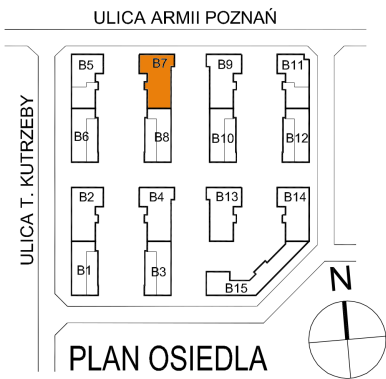 ULICA ARMII POZNAŃ
ULICA T. KUTRZEBY
B5
B7
B9
B11
B6
B8
B10
B12
B2
B4
B13
B14
B1
B3
B15
N
PLAN OSIEDLA